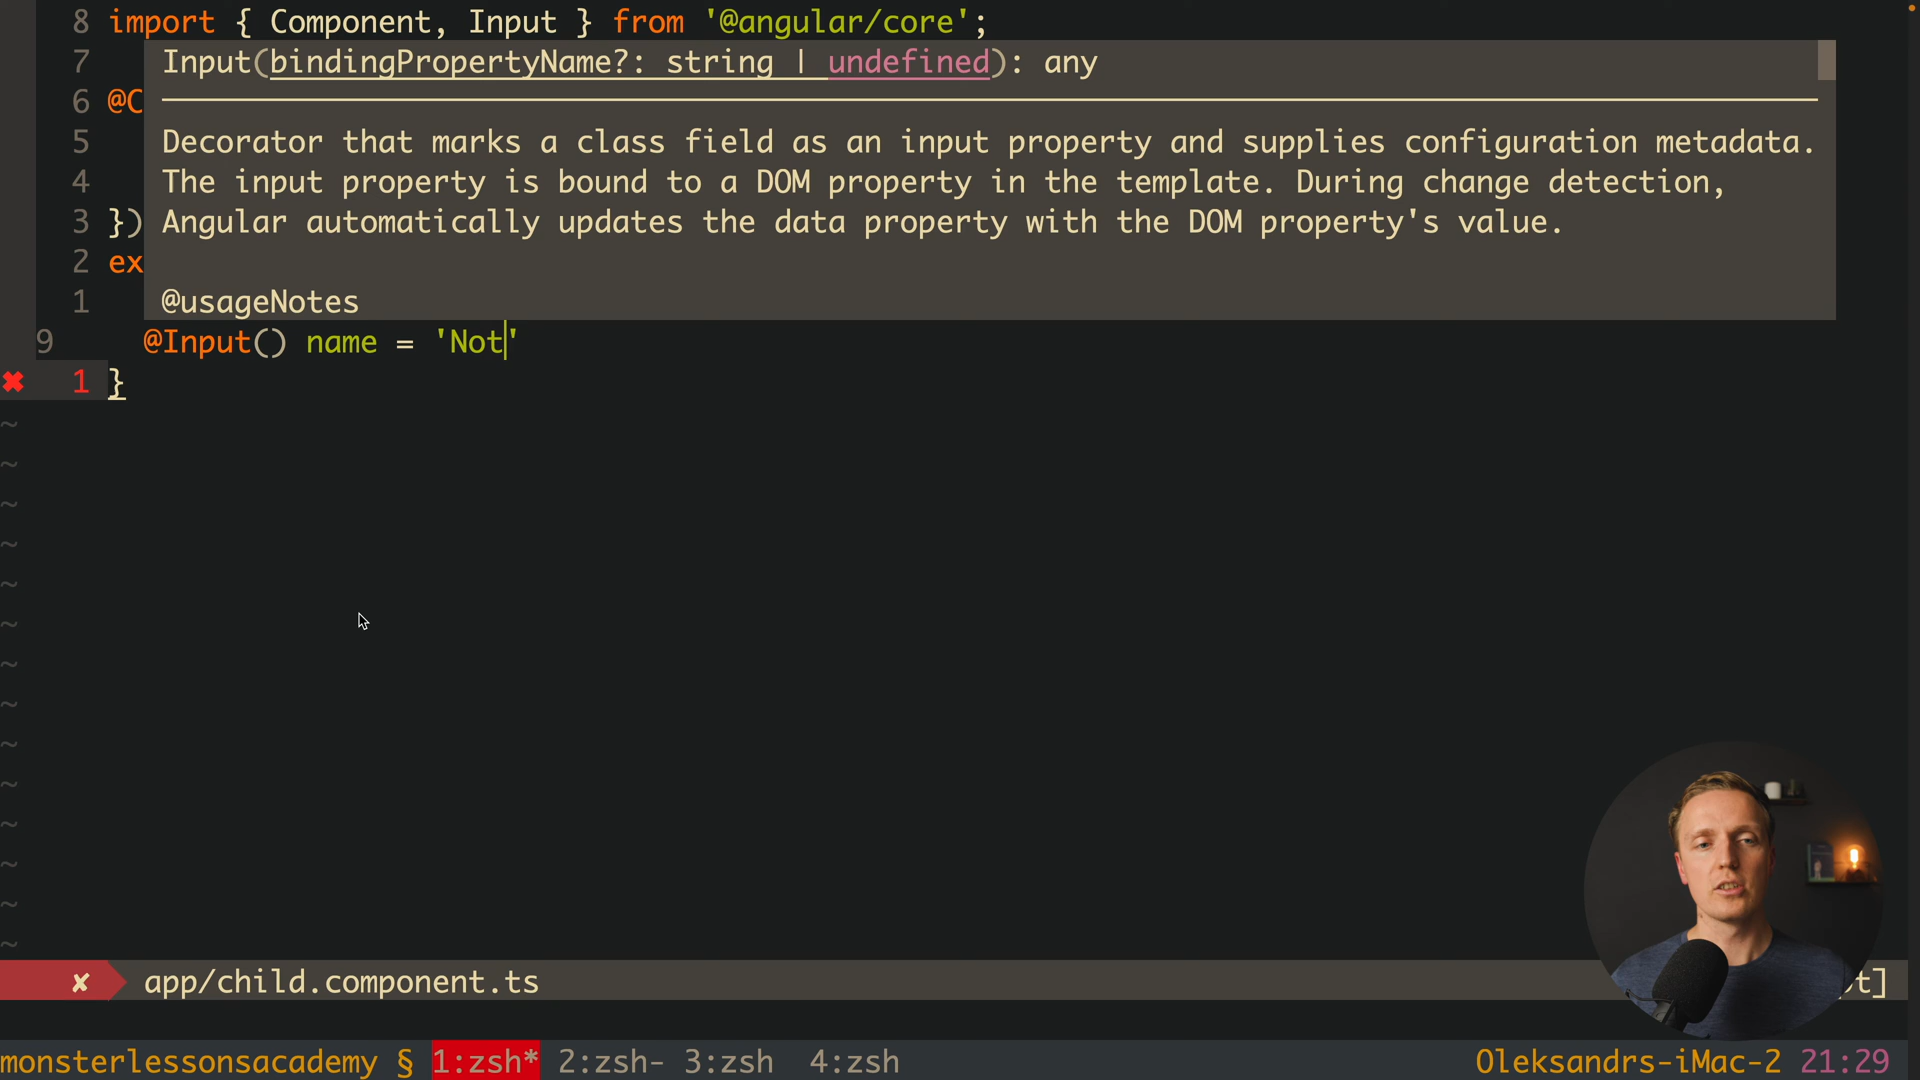 8 import { Component, Input } from '@angular/core';
7 Input(bindingPropertyName?: string | undefined): any
6 @C
5 Decorator that marks a class field as an input property and supplies configuration metadata.
4 The input property is bound to a DOM property in the template. During change detection,
3 }) Angular automatically updates the data property with the DOM property's value.
2 ex
1 @usageNotes
9 @Input() name = 'Not'
✖ 1 }
~
~
~
~
~
~
~
~
~
~
~
~
~
~
✘ app/child.component.ts t]
monsterlessonsacademy § 1:zsh* 2:zsh- 3:zsh 4:zsh Oleksandrs-iMac-2 21:29